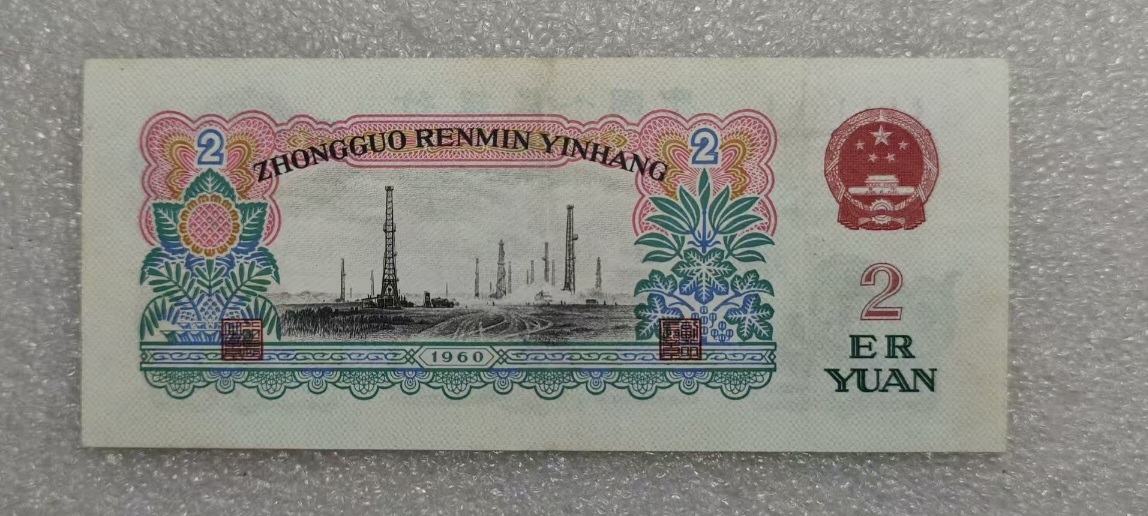 2
2
ZHONGGUO RENMIN YINHANG
1960
2
ER
YUAN